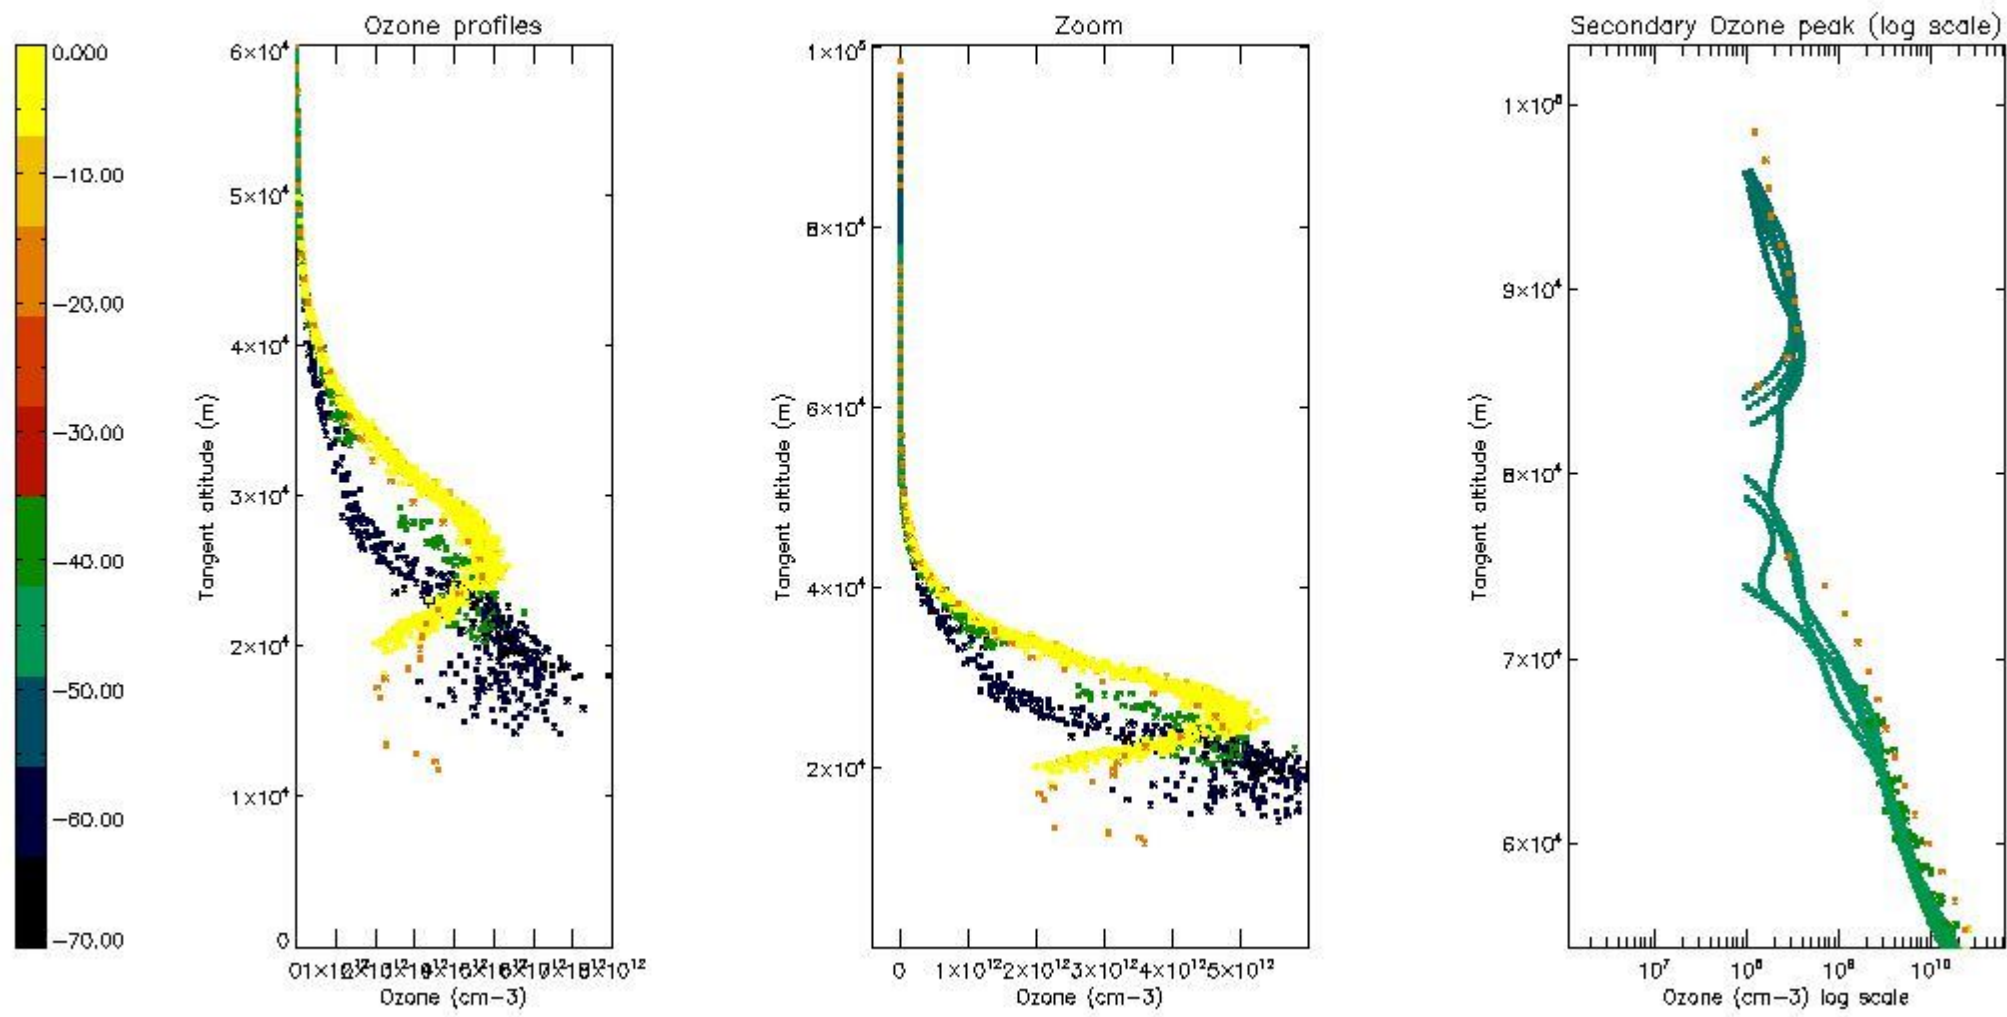 Ozone profiles
Zoom
Secondary Ozone peak (log scale)
0.000
−10.00
−20.00
−30.00
−40.00
−50.00
−60.00
−70.00
6×10⁴
5×10⁴
4×10⁴
3×10⁴
2×10⁴
1×10⁴
0
Tangent altitude (m)
Ozone (cm−3)
1×10⁵
8×10⁴
6×10⁴
4×10⁴
2×10⁴
Tangent altitude (m)
0 1×10¹² 2×10¹² 3×10¹² 4×10¹² 5×10¹²
Ozone (cm−3)
9×10⁴
8×10⁴
7×10⁴
6×10⁴
Tangent altitude (m)
10⁷ 10⁸ 10⁹ 10¹⁰
Ozone (cm−3) log scale